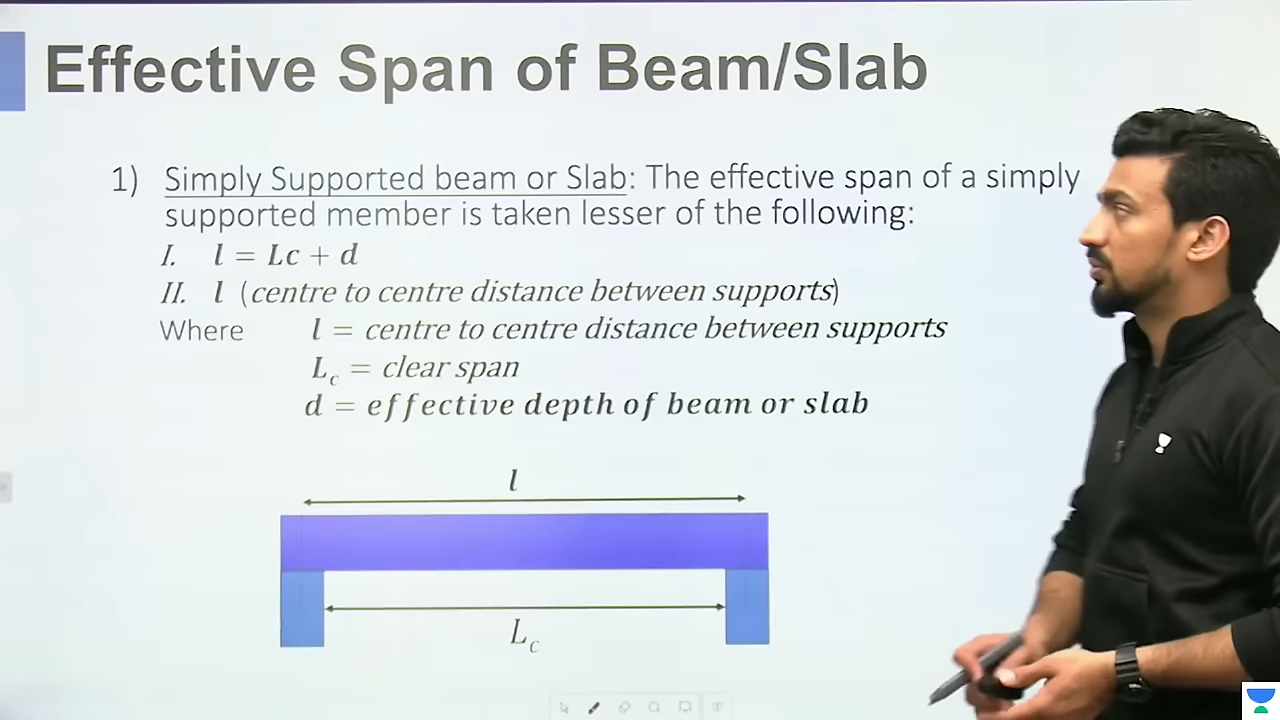 Effective Span of Beam/Slab
1) Simply Supported beam or Slab: The effective span of a simply
supported member is taken lesser of the following:
I. l = Lc + d
II. l (centre to centre distance between supports)
Where l = centre to centre distance between supports
L_c = clear span
d = effective depth of beam or slab
l
L_c